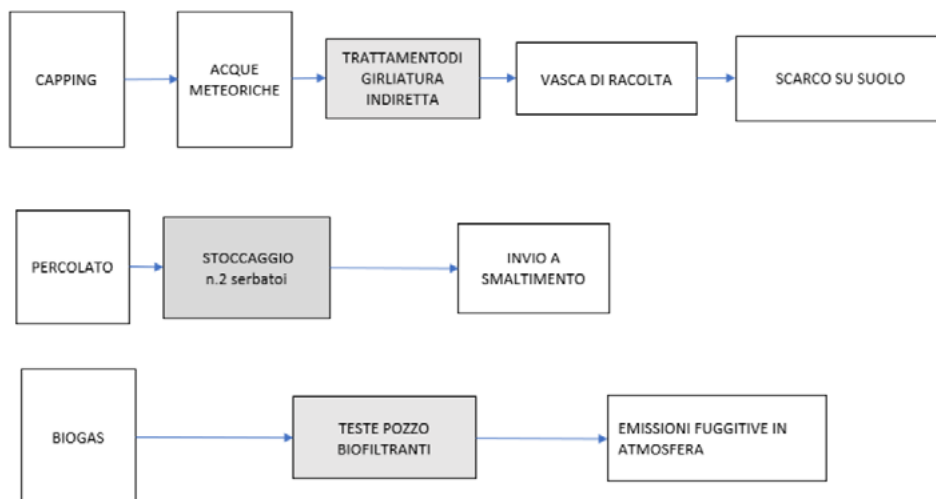 CAPPING
ACQUE
METEORICHE
TRATTAMENTODI
GIRLIATURA
INDIRETTA
VASCA DI RACOLTA
SCARCO SU SUOLO
PERCOLATO
STOCCAGGIO
n.2 serbatoi
INVIO A
SMALTIMENTO
BIOGAS
TESTE POZZO
BIOFILTRANTI
EMISSIONI FUGGITIVE IN
ATMOSFERA